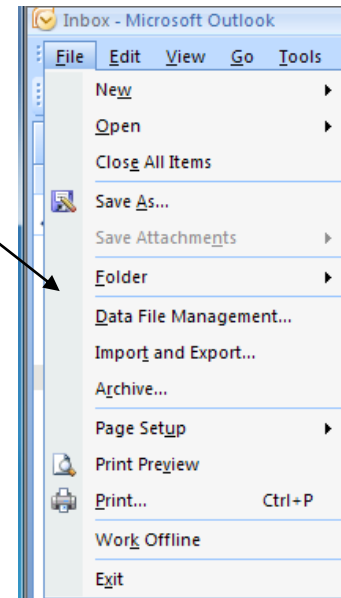 Inbox - Microsoft Outlook
File Edit View Go Tools
New
Open
Close All Items
Save As...
Save Attachments
Folder
Data File Management...
Import and Export...
Archive...
Page Setup
Print Preview
Print... Ctrl+P
Work Offline
Exit